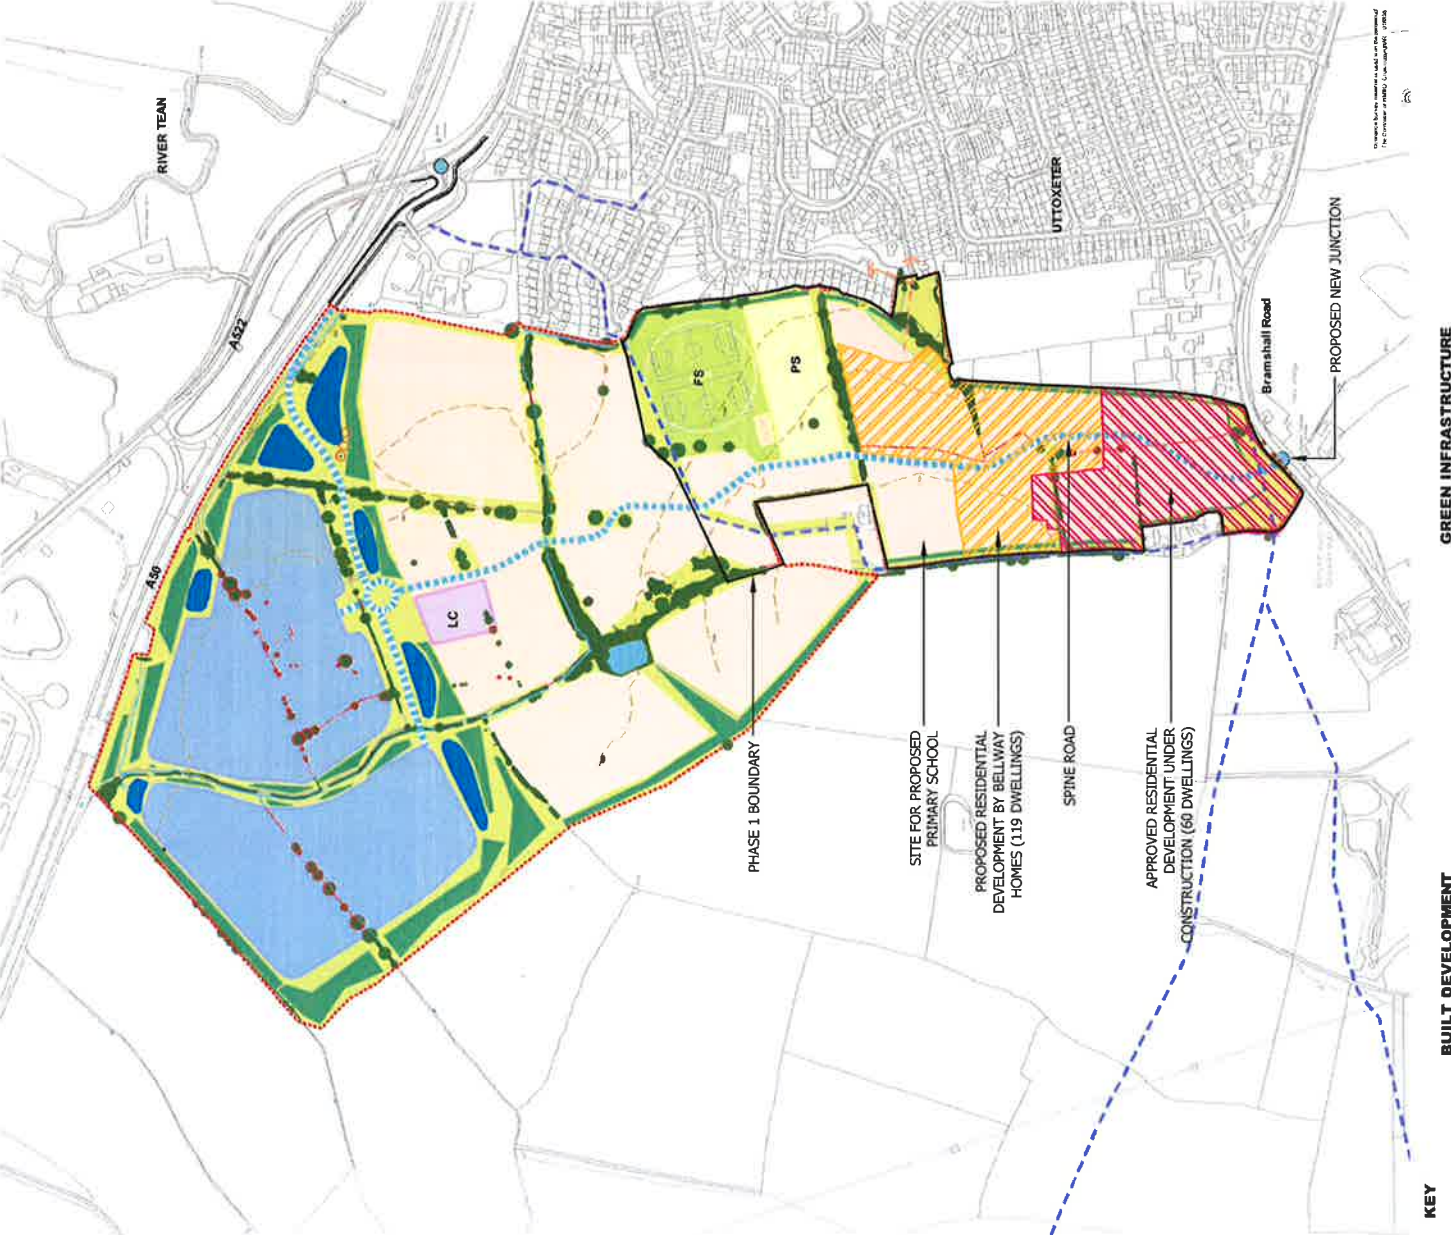 RIVER TEAN
A522
A50
UTTOXETER
FS
PS
LC
Bramshall Road
PROPOSED NEW JUNCTION
PHASE 1 BOUNDARY
SITE FOR PROPOSED
PRIMARY SCHOOL
PROPOSED RESIDENTIAL
DEVELOPMENT BY BELLWAY
HOMES (119 DWELLINGS)
SPINE ROAD
APPROVED RESIDENTIAL
DEVELOPMENT UNDER
CONSTRUCTION (60 DWELLINGS)
KEY
BUILT DEVELOPMENT
GREEN INFRASTRUCTURE